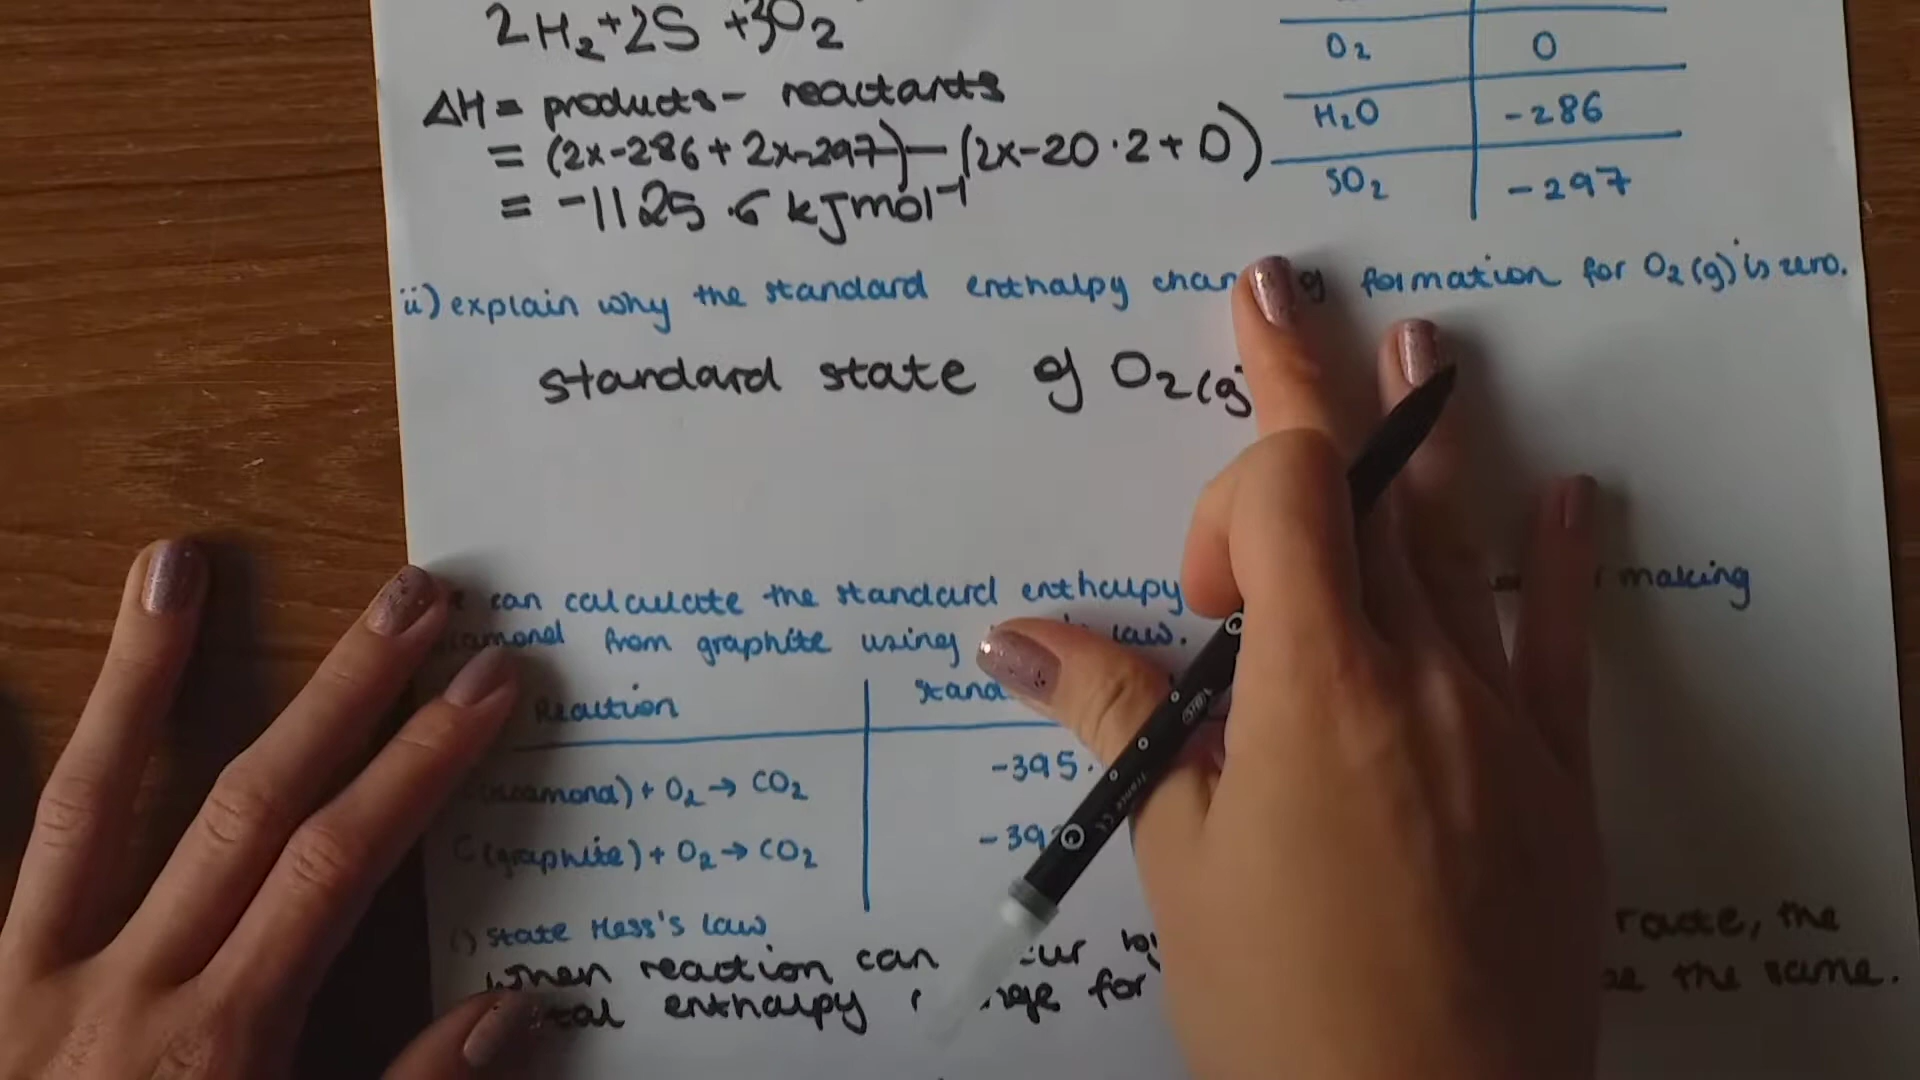 2H₂+2S +3O₂
ΔH = products - reactants
= (2x-286 + 2x-297) - (2x-20.2 + 0)
= -1125.6 kJmol⁻¹
O₂ 0
H₂O -286
SO₂ -297
ii) explain why the standard enthalpy of formation for O₂(g) is zero.
standard state of O₂(g)
can calculate the standard enthalpy making
from graphite using law.
Reaction
+ O₂ → CO₂ -395.
C(graphite) + O₂ → CO₂
i) State Hess's law
When reaction can route, the
enthalpy for the same.